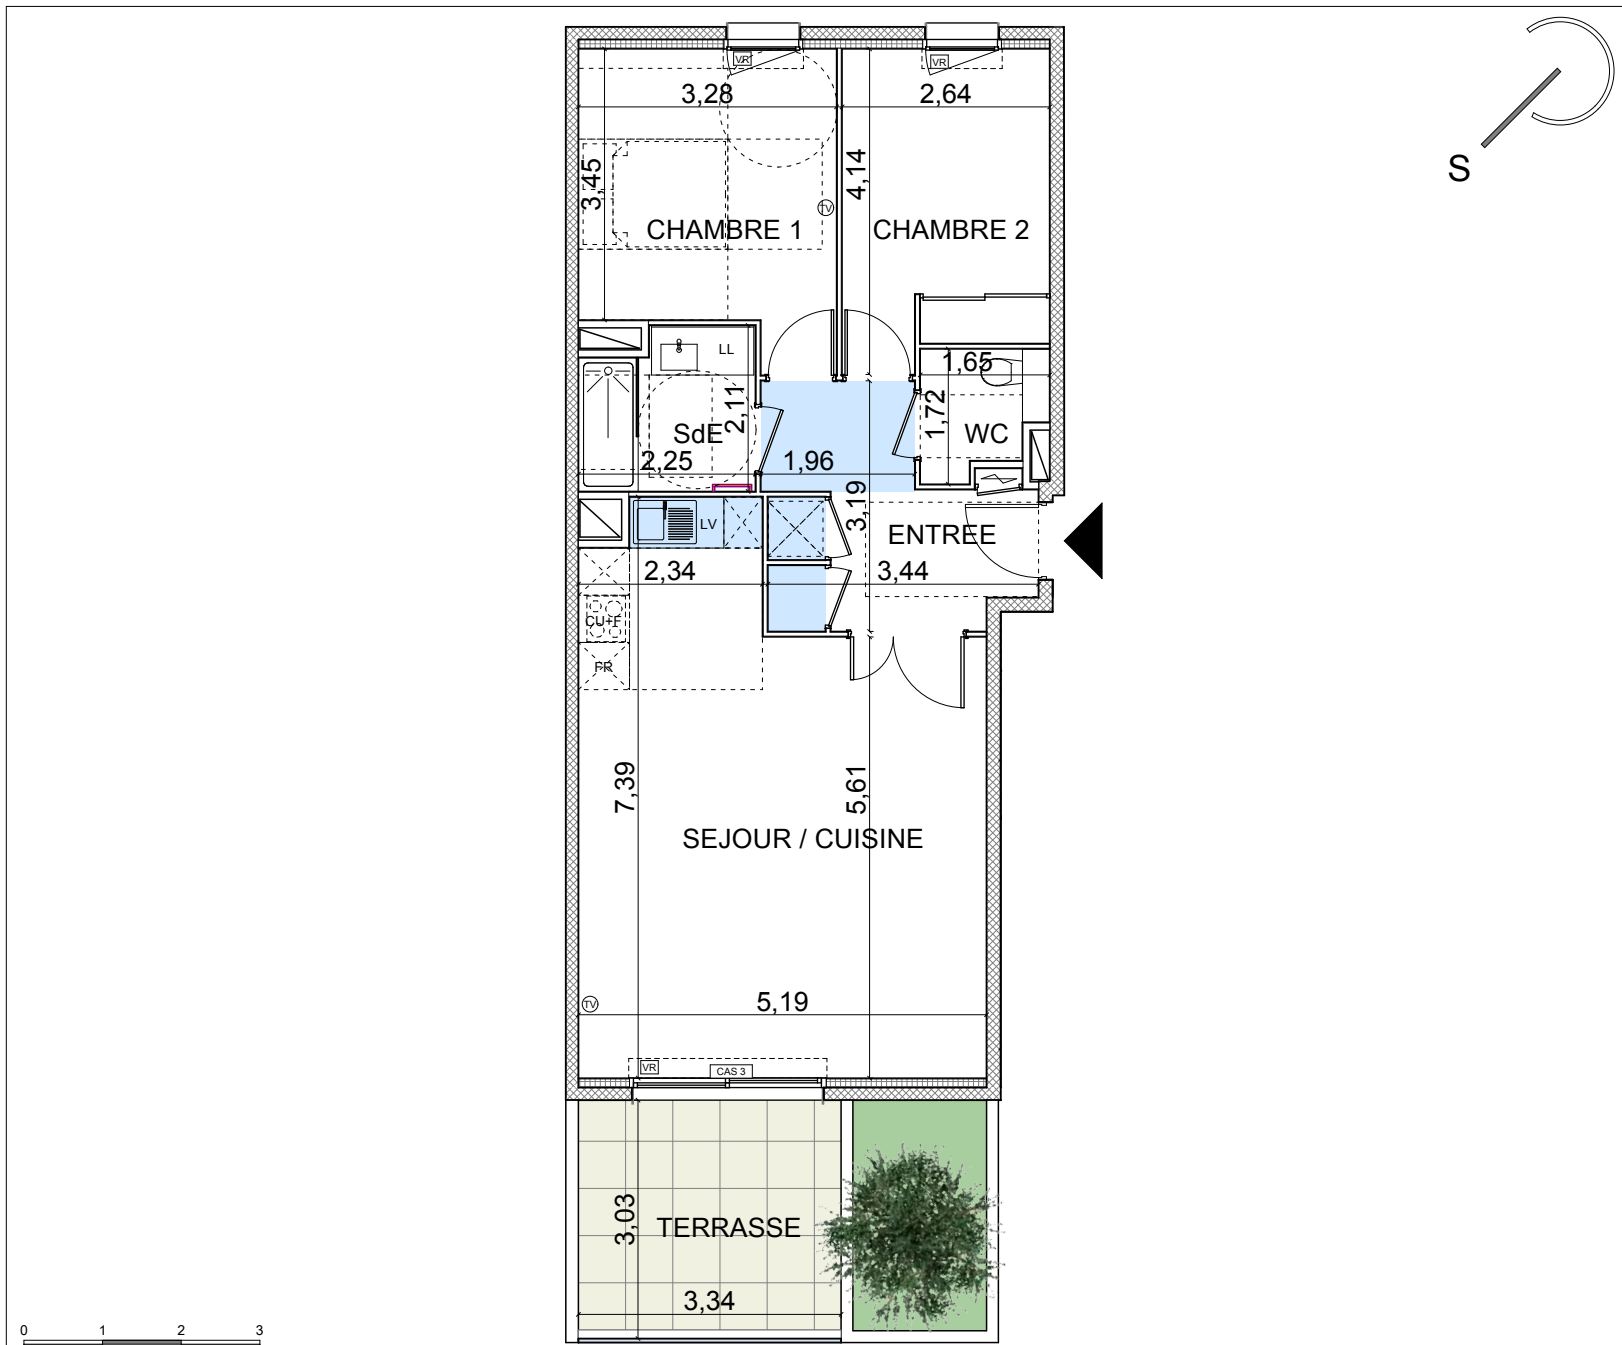 VR
VR
3,28
2,64
S
3,45
4,14
TV
CHAMBRE 1
CHAMBRE 2
LL
1,65
2,11
1,72
SdE
WC
2,25
1,96
3,19
LV
ENTREE
2,34
3,44
CU+F
FR
7,39
5,61
SEJOUR / CUISINE
TV
5,19
VR
CAS 3
3,03
TERRASSE
3,34
0 1 2 3